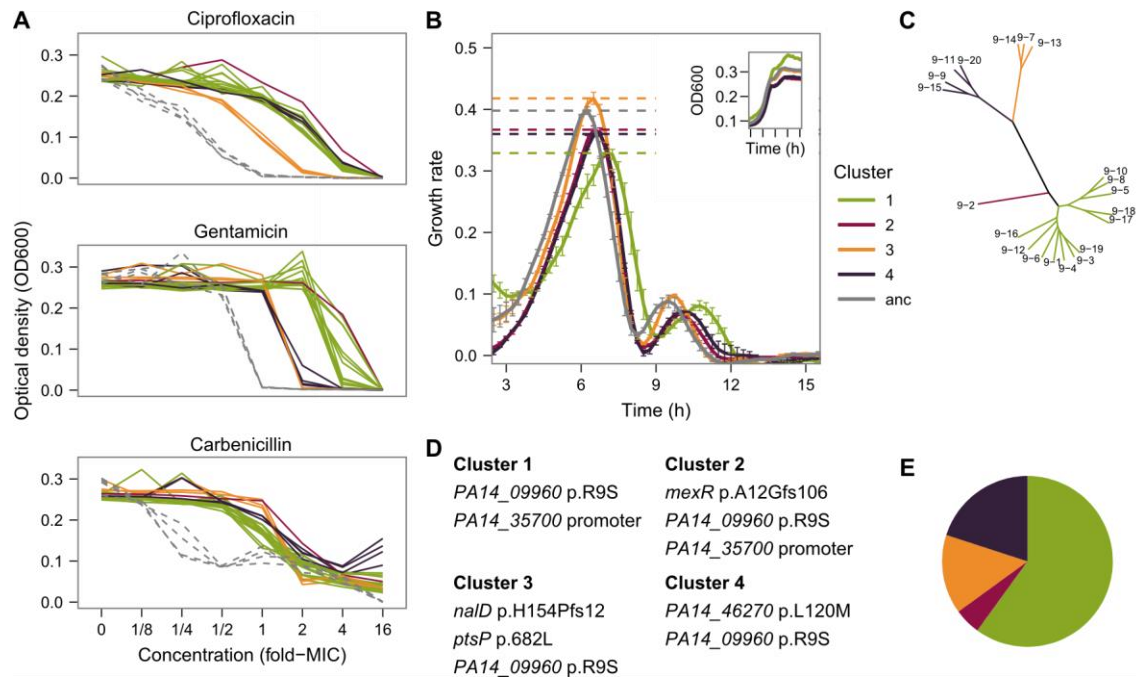 A
Ciprofloxacin
0.3
0.2
0.1
0.0
Gentamicin
0.3
0.2
0.1
0.0
Carbenicillin
0.3
0.2
0.1
0.0
0 1/8 1/4 1/2 1 2 4 16
Concentration (fold−MIC)
Optical density (OD600)
B
0.5
0.4
0.3
0.2
0.1
0.0
Growth rate
3 6 9 12 15
Time (h)
OD600
0.3
0.2
0.1
Time (h)
Cluster
1
2
3
4
anc
C
9-14
9-7
9-13
9-11
9-20
9-9
9-15
9-2
9-10
9-8
9-5
9-18
9-17
9-16
9-12
9-6
9-1
9-4
9-3
9-19
D
Cluster 1
PA14_09960 p.R9S
PA14_35700 promoter
Cluster 2
mexR p.A12Gfs106
PA14_09960 p.R9S
PA14_35700 promoter
Cluster 3
nalD p.H154Pfs12
ptsP p.682L
PA14_09960 p.R9S
Cluster 4
PA14_46270 p.L120M
PA14_09960 p.R9S
E